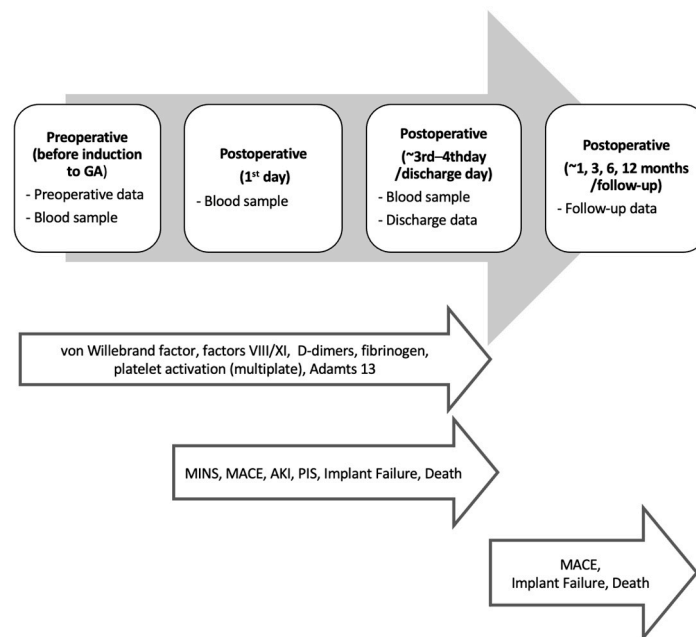 Preoperative
(before induction
to GA)
- Preoperative data
- Blood sample
Postoperative
(1st day)
- Blood sample
Postoperative
(~3rd–4thday
/discharge day)
- Blood sample
- Discharge data
Postoperative
(~1, 3, 6, 12 months
/follow-up)
- Follow-up data
von Willebrand factor, factors VIII/XI, D-dimers, fibrinogen,
platelet activation (multiplate), Adamts 13
MINS, MACE, AKI, PIS, Implant Failure, Death
MACE,
Implant Failure, Death